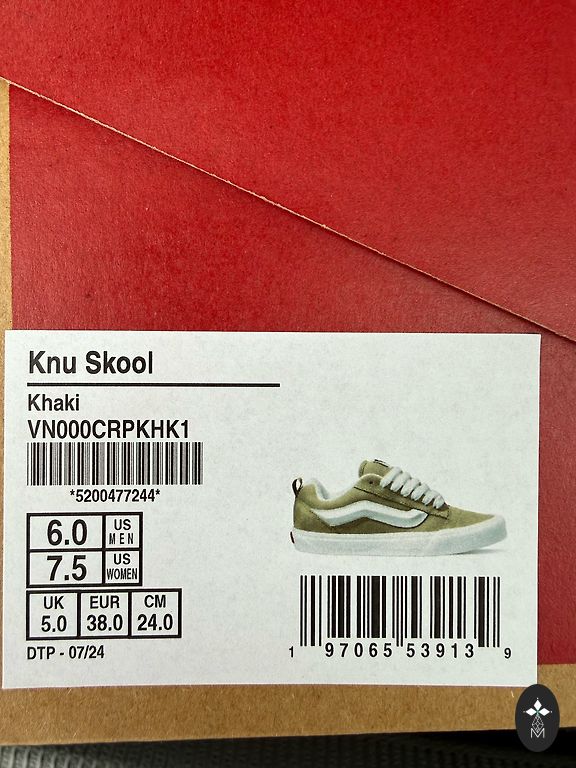 Knu Skool
Khaki
VN000CRPKHK1
*5200477244*
6.0 US MEN
7.5 US WOMEN
UK EUR CM
5.0 38.0 24.0
DTP - 07/24
1 97065 53913 9
M